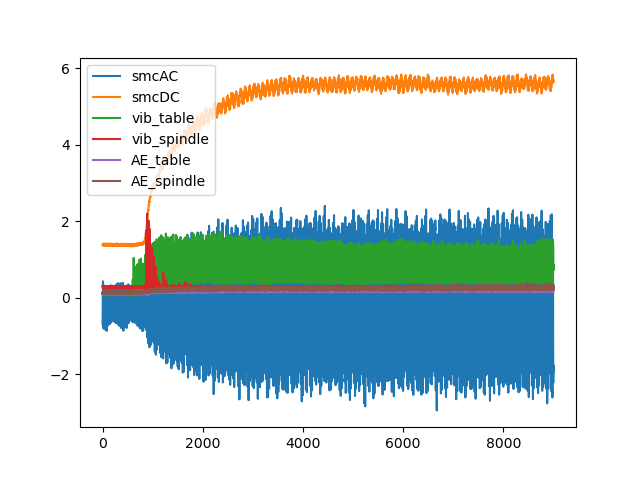 smcAC
smcDC
vib_table
vib_spindle
AE_table
AE_spindle
6
4
2
0
−2
0 2000 4000 6000 8000